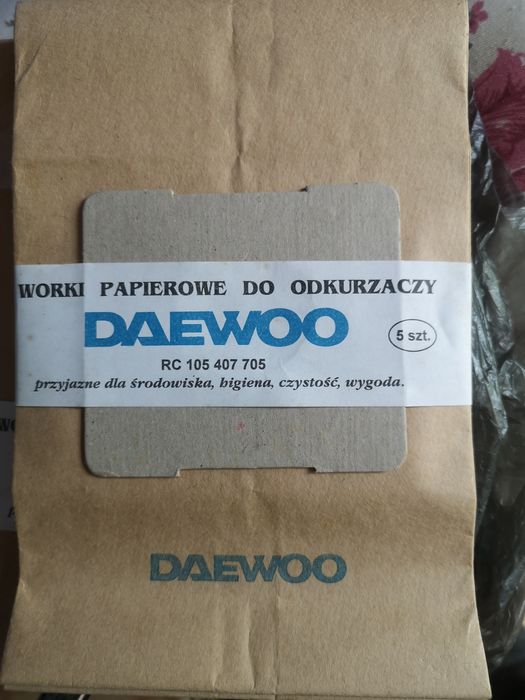 WORKI PAPIEROWE DO ODKURZACZY
DAEWOO
5 szt.
RC 105 407 705
przyjazne dla środowiska, higiena, czystość, wygoda.
DAEWOO